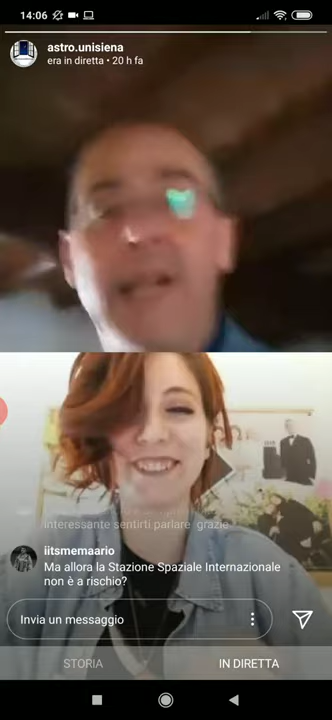 14:06
astro.unisiena
era in diretta • 20 h fa
interessante sentirti parlare grazie
iitsmemaario
Ma allora la Stazione Spaziale Internazionale
non è a rischio?
Invia un messaggio
STORIA
IN DIRETTA